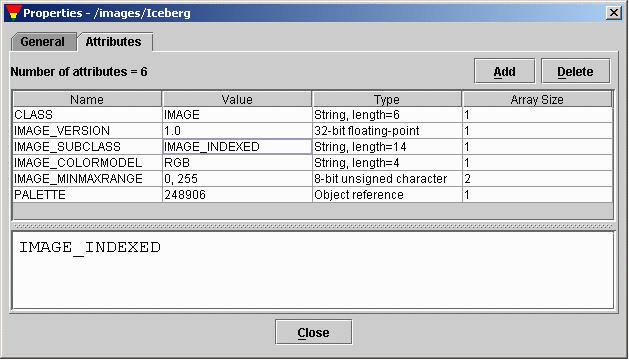 Properties - /images/Iceberg
General Attributes
Number of attributes = 6 Add Delete
Name Value Type Array Size
CLASS IMAGE String, length=6 1
IMAGE_VERSION 1.0 32-bit floating-point 1
IMAGE_SUBCLASS IMAGE_INDEXED String, length=14 1
IMAGE_COLORMODEL RGB String, length=4 1
IMAGE_MINMAXRANGE 0, 255 8-bit unsigned character 2
PALETTE 248906 Object reference 1
IMAGE_INDEXED
Close